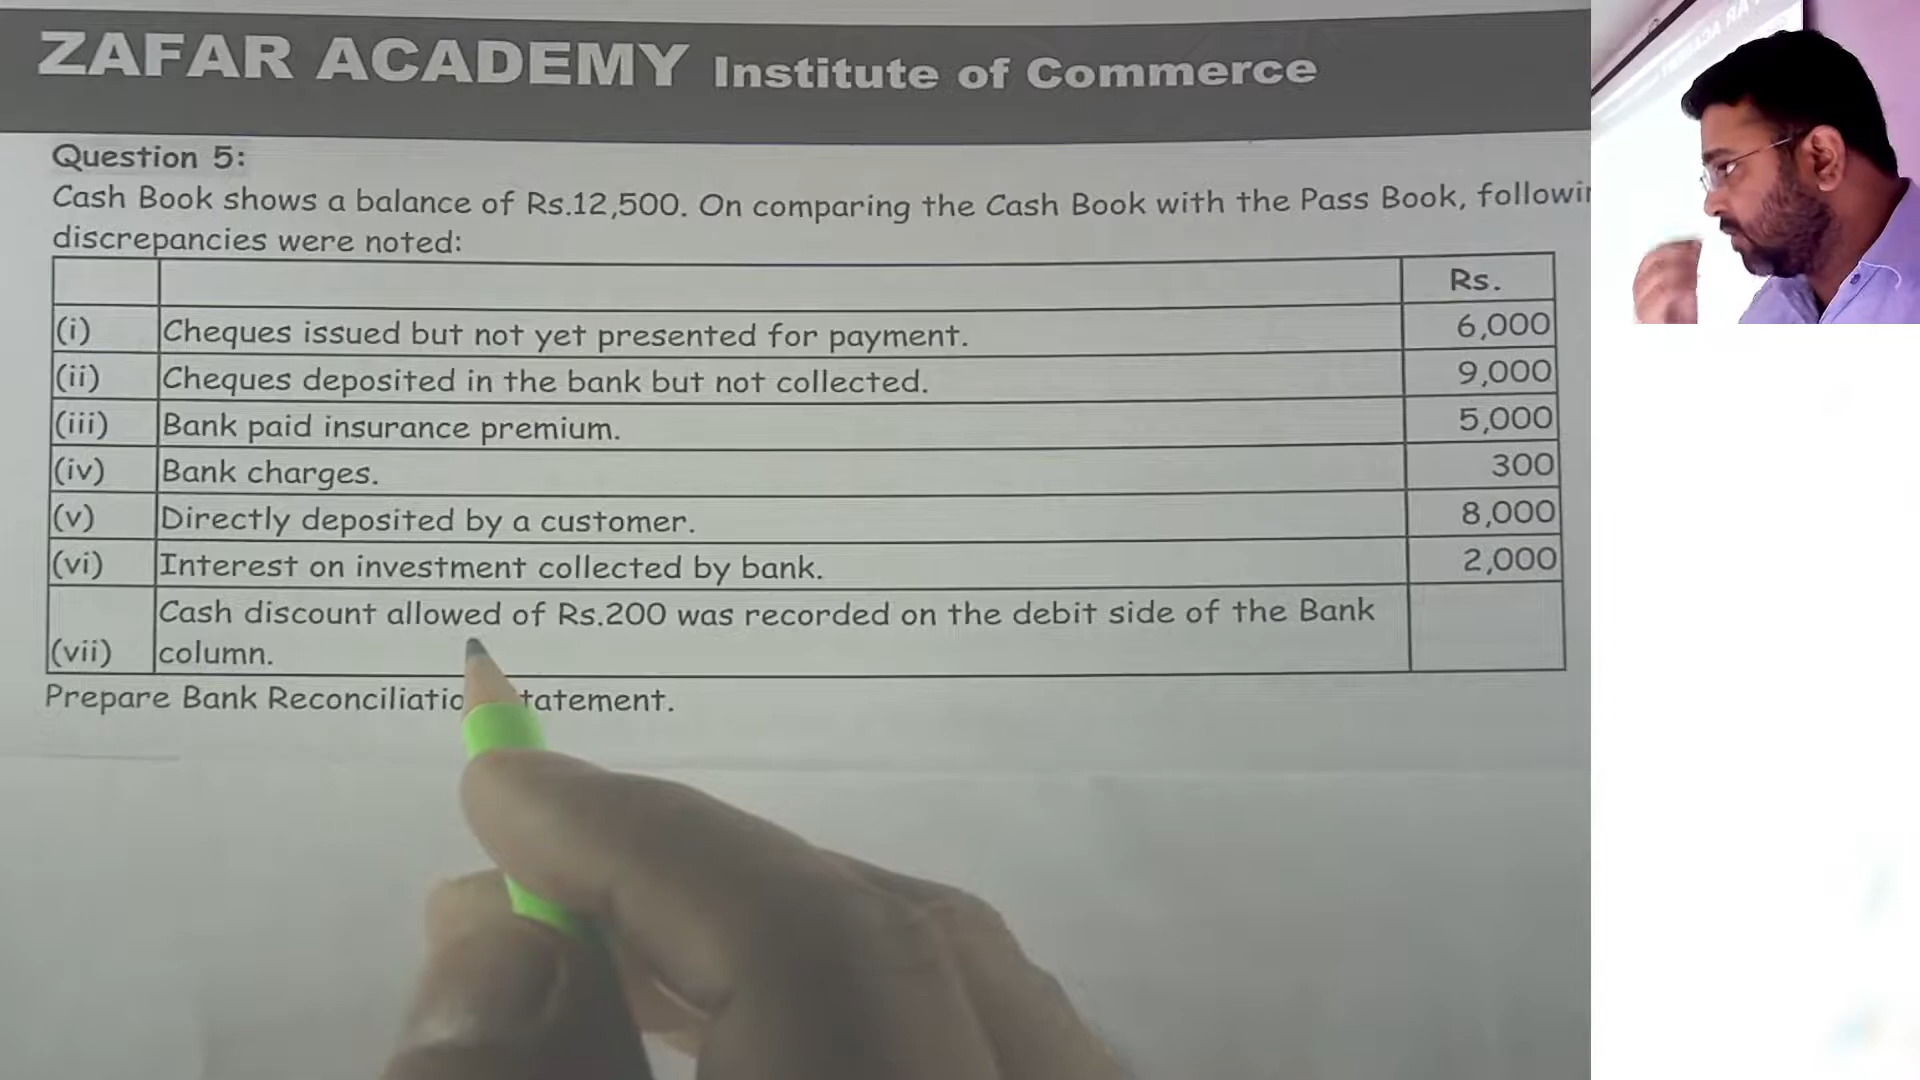 ZAFAR ACADEMY Institute of Commerce
Question 5:
Cash Book shows a balance of Rs.12,500. On comparing the Cash Book with the Pass Book,
discrepancies were noted:
Rs.
(i) Cheques issued but not yet presented for payment. 6,000
(ii) Cheques deposited in the bank but not collected. 9,000
(iii) Bank paid insurance premium. 5,000
(iv) Bank charges. 300
(v) Directly deposited by a customer. 8,000
(vi) Interest on investment collected by bank. 2,000
Cash discount allowed of Rs.200 was recorded on the debit side of the Bank
(vii) column.
Prepare Bank